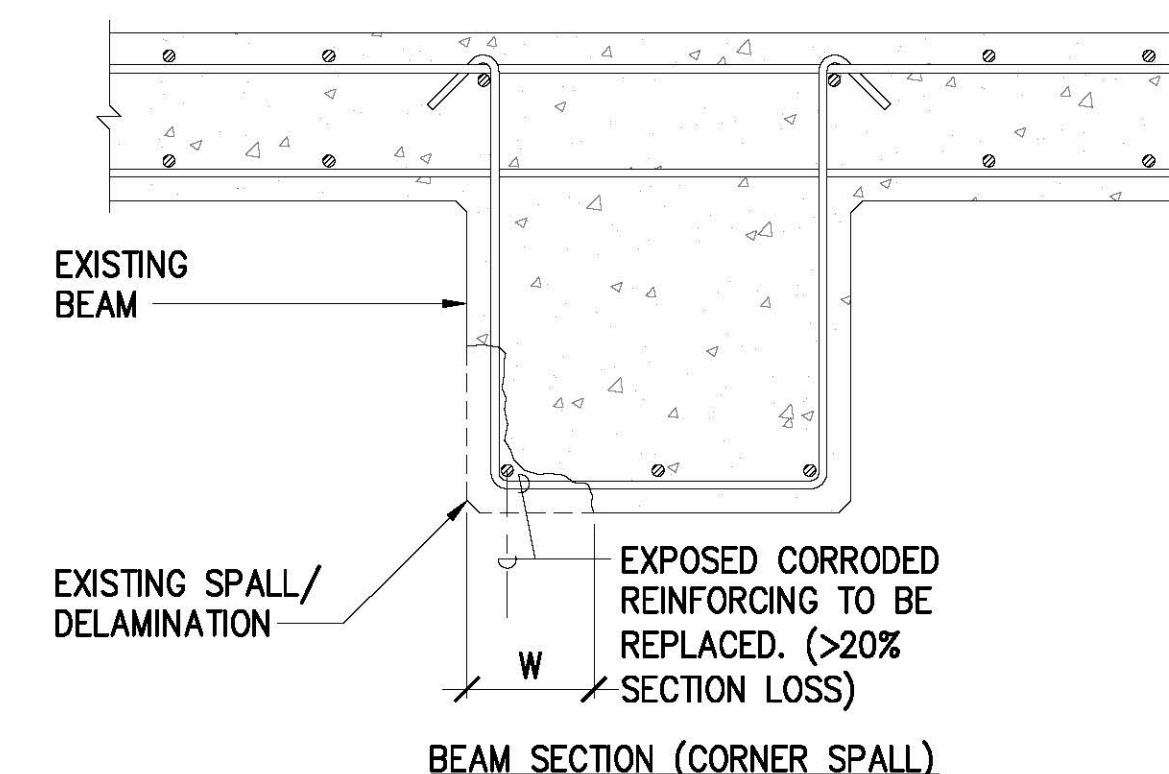 EXISTING
BEAM
EXISTING SPALL/
DELAMINATION
W
EXPOSED CORRODED
REINFORCING TO BE
REPLACED. (>20%
SECTION LOSS)
BEAM SECTION (CORNER SPALL)